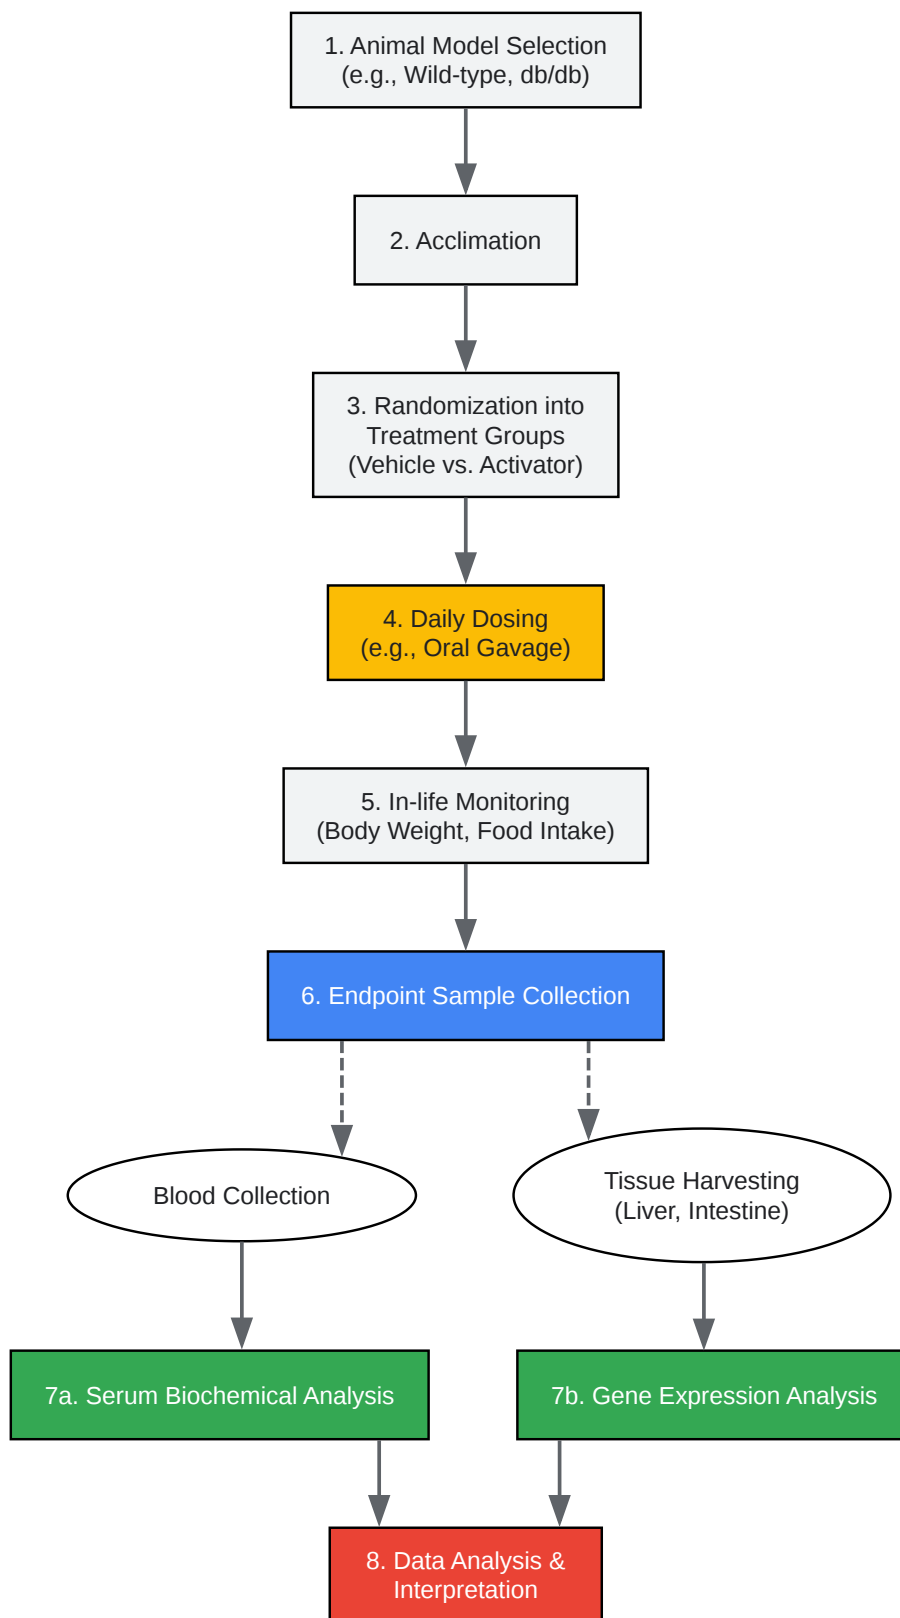 1. Animal Model Selection
(e.g., Wild-type, db/db)
2. Acclimation
3. Randomization into
Treatment Groups
(Vehicle vs. Activator)
4. Daily Dosing
(e.g., Oral Gavage)
5. In-life Monitoring
(Body Weight, Food Intake)
6. Endpoint Sample Collection
Blood Collection
Tissue Harvesting
(Liver, Intestine)
7a. Serum Biochemical Analysis
7b. Gene Expression Analysis
8. Data Analysis &
Interpretation